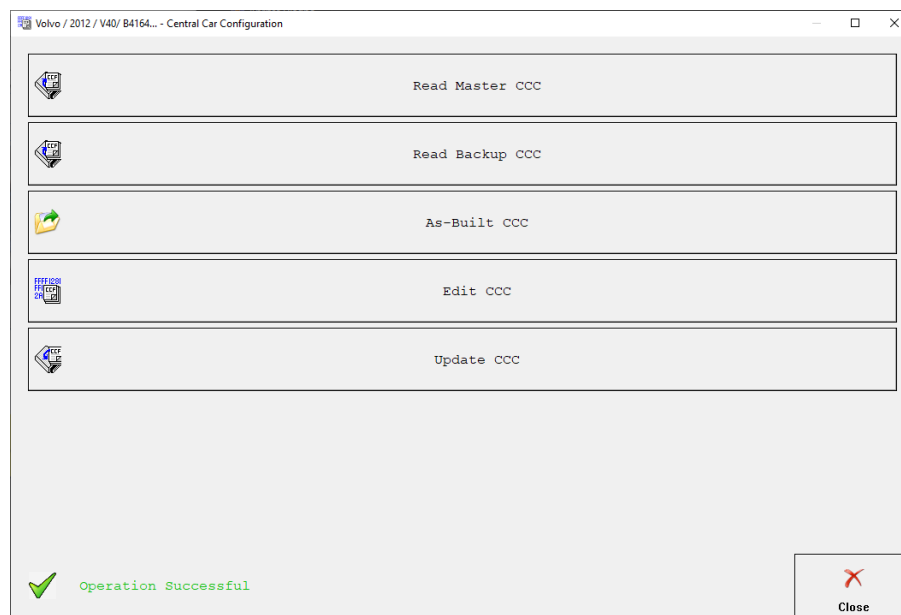 Volvo / 2012 / V40/ B4164... - Central Car Configuration
Read Master CCC
Read Backup CCC
As-Built CCC
Edit CCC
Update CCC
Operation Successful
Close